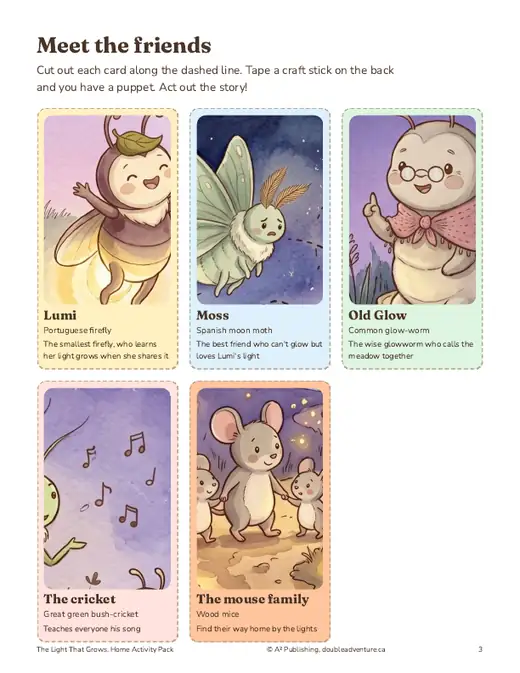 Meet the friends
Cut out each card along the dashed line. Tape a craft stick on the back
and you have a puppet. Act out the story!
Lumi
Portuguese firefly
The smallest firefly, who learns
her light grows when she shares it
Moss
Spanish moon moth
The best friend who can't glow but
loves Lumi's light
Old Glow
Common glow-worm
The wise glowworm who calls the
meadow together
The cricket
Great green bush-cricket
Teaches everyone his song
The mouse family
Wood mice
Find their way home by the lights
The Light That Grows. Home Activity Pack
© A² Publishing, doubleadventure.ca
3